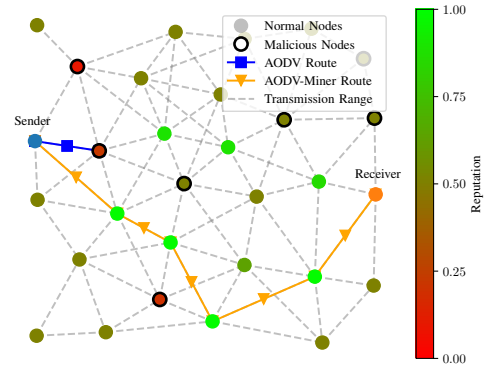 Normal Nodes
Malicious Nodes
AODV Route
AODV-Miner Route
Transmission Range
Sender
Receiver
1.00
0.75
0.50
0.25
0.00
Reputation